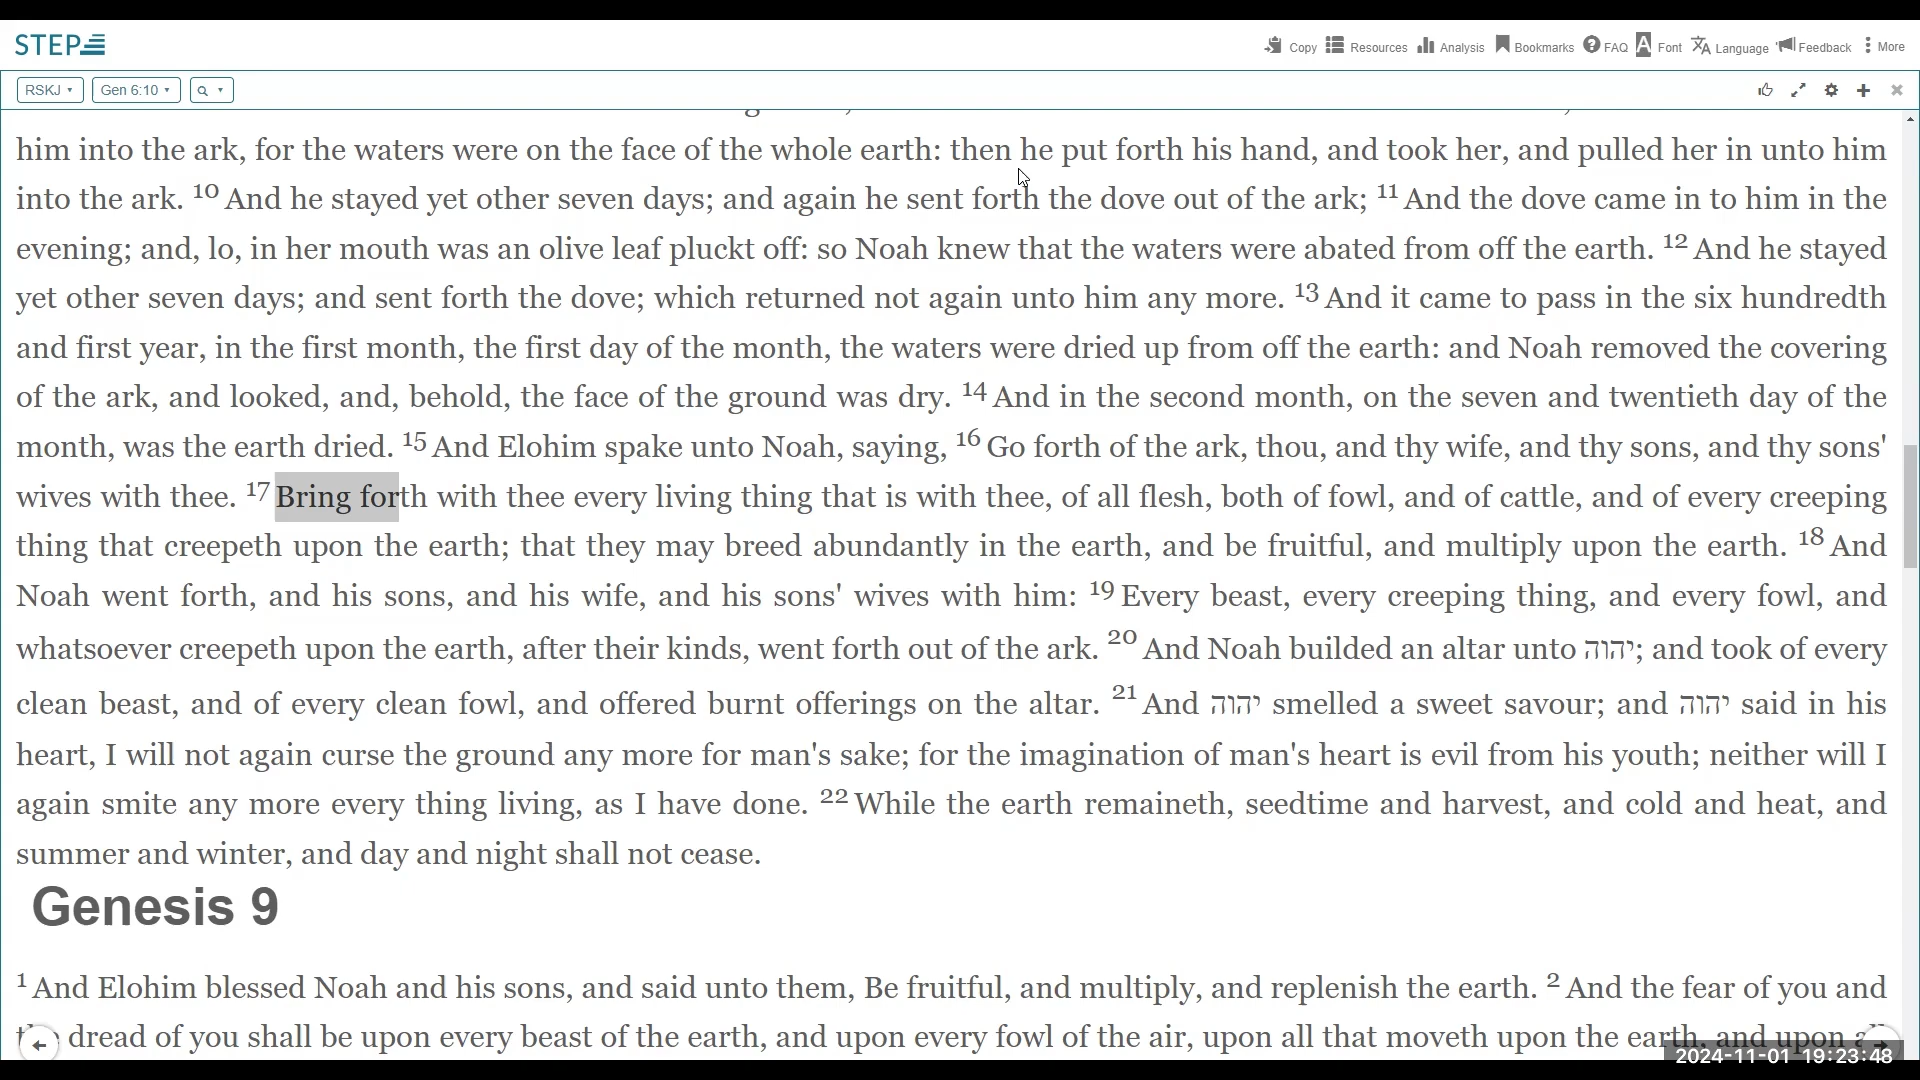 STEP
Copy Resources Analysis Bookmarks FAQ A Font Language Feedback More
RSKJ Gen 6:10
him into the ark, for the waters were on the face of the whole earth: then he put forth his hand, and took her, and pulled her in unto him
into the ark. 10 And he stayed yet other seven days; and again he sent forth the dove out of the ark; 11 And the dove came in to him in the
evening; and, lo, in her mouth was an olive leaf pluckt off: so Noah knew that the waters were abated from off the earth. 12 And he stayed
yet other seven days; and sent forth the dove; which returned not again unto him any more. 13 And it came to pass in the six hundredth
and first year, in the first month, the first day of the month, the waters were dried up from off the earth: and Noah removed the covering
of the ark, and looked, and, behold, the face of the ground was dry. 14 And in the second month, on the seven and twentieth day of the
month, was the earth dried. 15 And Elohim spake unto Noah, saying, 16 Go forth of the ark, thou, and thy wife, and thy sons, and thy sons'
wives with thee. 17 Bring forth with thee every living thing that is with thee, of all flesh, both of fowl, and of cattle, and of every creeping
thing that creepeth upon the earth; that they may breed abundantly in the earth, and be fruitful, and multiply upon the earth. 18 And
Noah went forth, and his sons, and his wife, and his sons' wives with him: 19 Every beast, every creeping thing, and every fowl, and
whatsoever creepeth upon the earth, after their kinds, went forth out of the ark. 20 And Noah builded an altar unto יהוה; and took of every
clean beast, and of every clean fowl, and offered burnt offerings on the altar. 21 And יהוה smelled a sweet savour; and יהוה said in his
heart, I will not again curse the ground any more for man's sake; for the imagination of man's heart is evil from his youth; neither will I
again smite any more every thing living, as I have done. 22 While the earth remaineth, seedtime and harvest, and cold and heat, and
summer and winter, and day and night shall not cease.
Genesis 9
1 And Elohim blessed Noah and his sons, and said unto them, Be fruitful, and multiply, and replenish the earth. 2 And the fear of you and
the dread of you shall be upon every beast of the earth, and upon every fowl of the air, upon all that moveth upon the earth, and upon all
2024-11-01 19:23:48